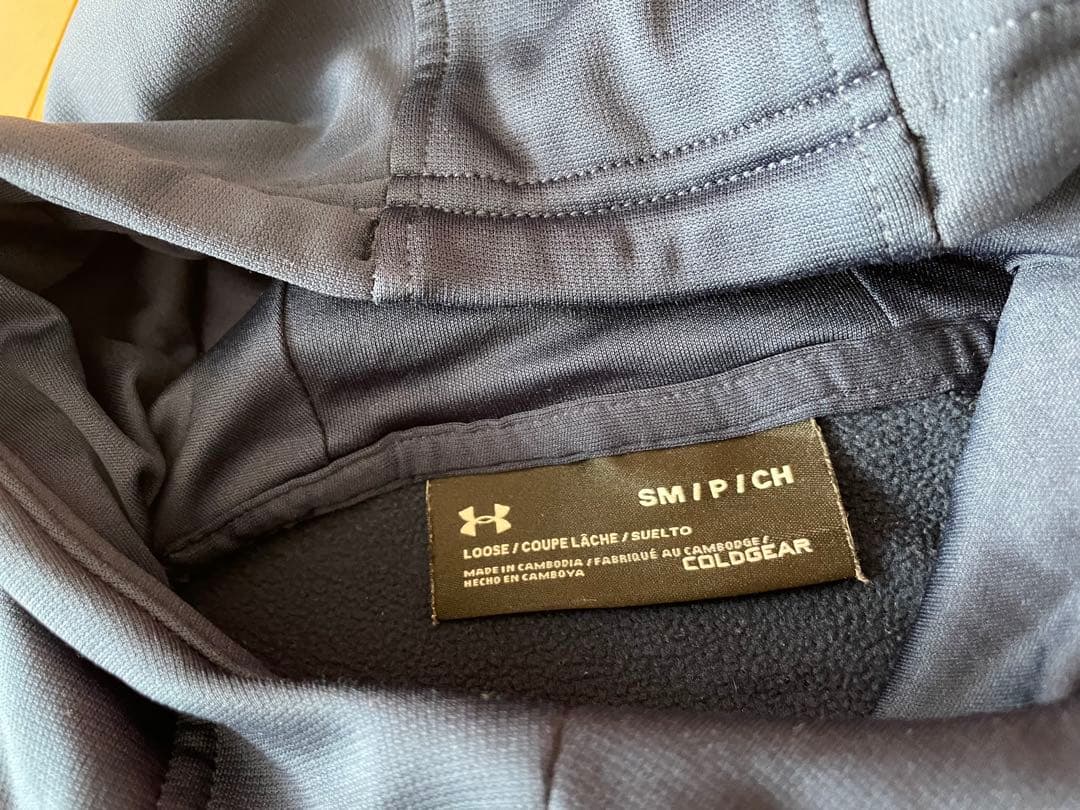 SM / P / CH
LOOSE / COUPE LÂCHE / SUELTO
MADE IN CAMBODIA / FABRIQUÉ AU CAMBODGE /
HECHO EN CAMBOYA
COLDGEAR